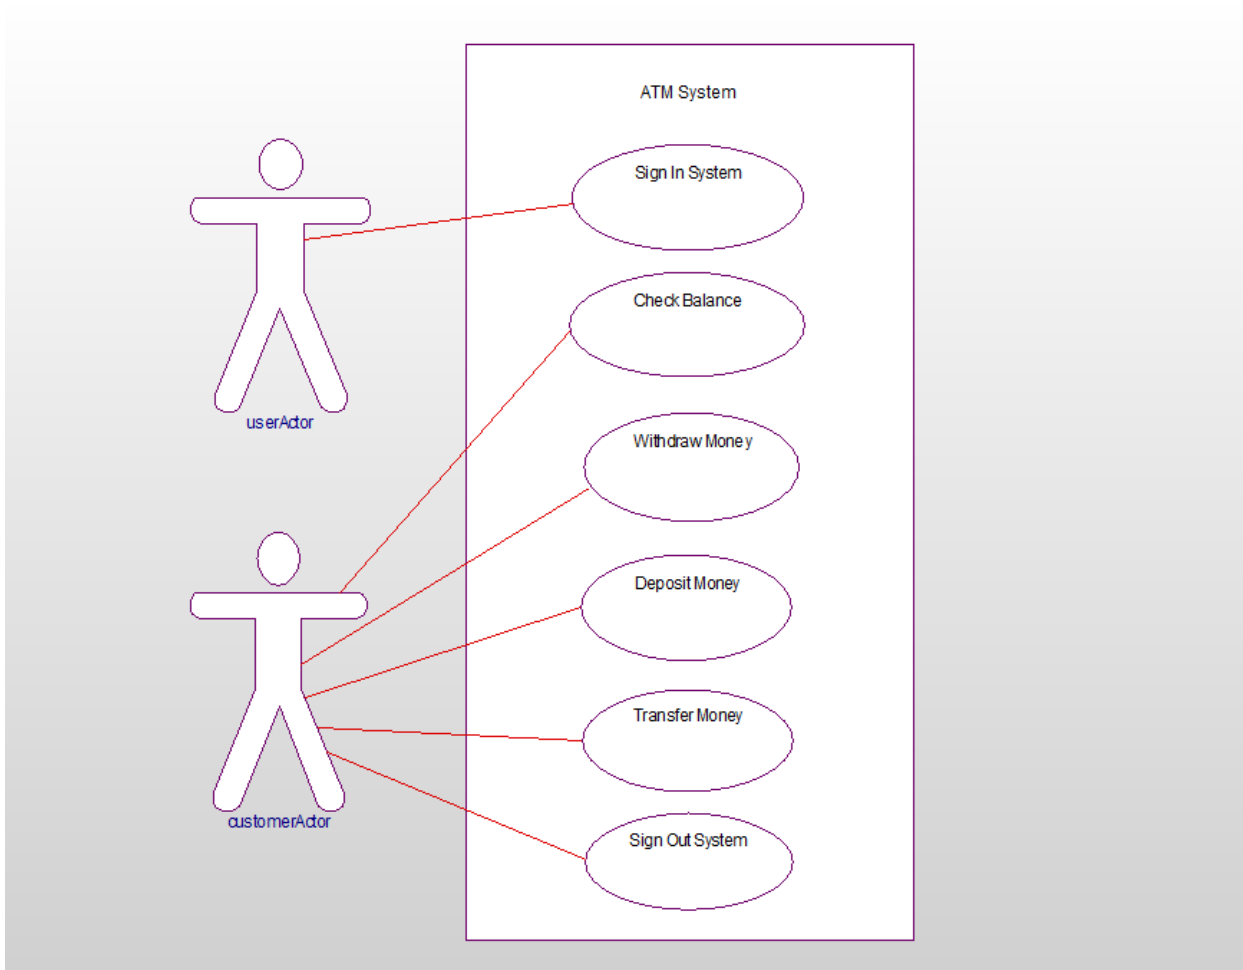 ATM System
Sign In System
Check Balance
userActor
Withdraw Money
Deposit Money
Transfer Money
customerActor
Sign Out System